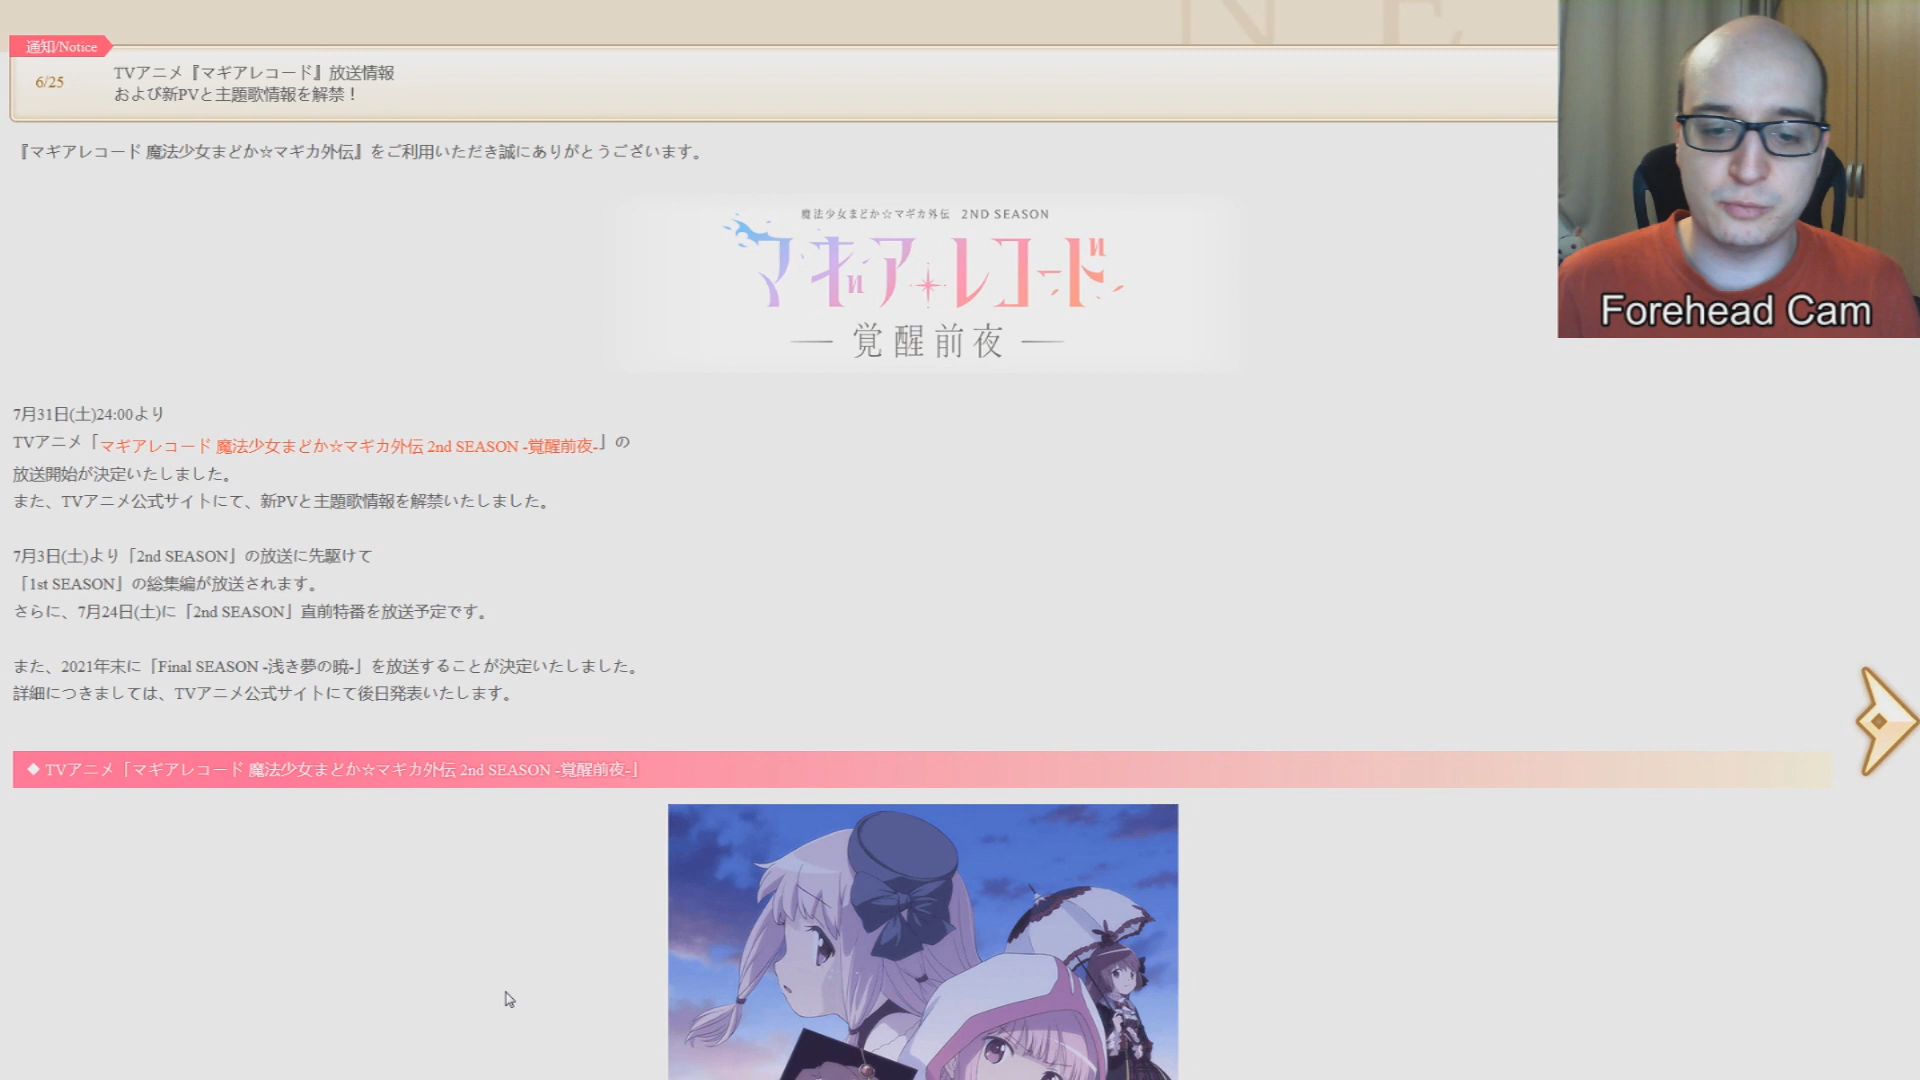 N E
通知/Notice
6/25
TVアニメ『マギアレコード』放送情報
および新PVと主題歌情報を解禁！
『マギアレコード 魔法少女まどか☆マギカ外伝』をご利用いただき誠にありがとうございます。
魔法少女まどか☆マギカ外伝 2ND SEASON
マギアレコード
覚醒前夜
7月31日(土)24:00より
TVアニメ「マギアレコード 魔法少女まどか☆マギカ外伝 2nd SEASON -覚醒前夜-」の
放送開始が決定いたしました。
また、TVアニメ公式サイトにて、新PVと主題歌情報を解禁いたしました。
7月3日(土)より「2nd SEASON」の放送に先駆けて
「1st SEASON」の総集編が放送されます。
さらに、7月24日(土)に「2nd SEASON」直前特番を放送予定です。
また、2021年末に「Final SEASON -浅き夢の暁-」を放送することが決定いたしました。
詳細につきましては、TVアニメ公式サイトにて後日発表いたします。
◆ TVアニメ「マギアレコード 魔法少女まどか☆マギカ外伝 2nd SEASON -覚醒前夜-」
Forehead Cam